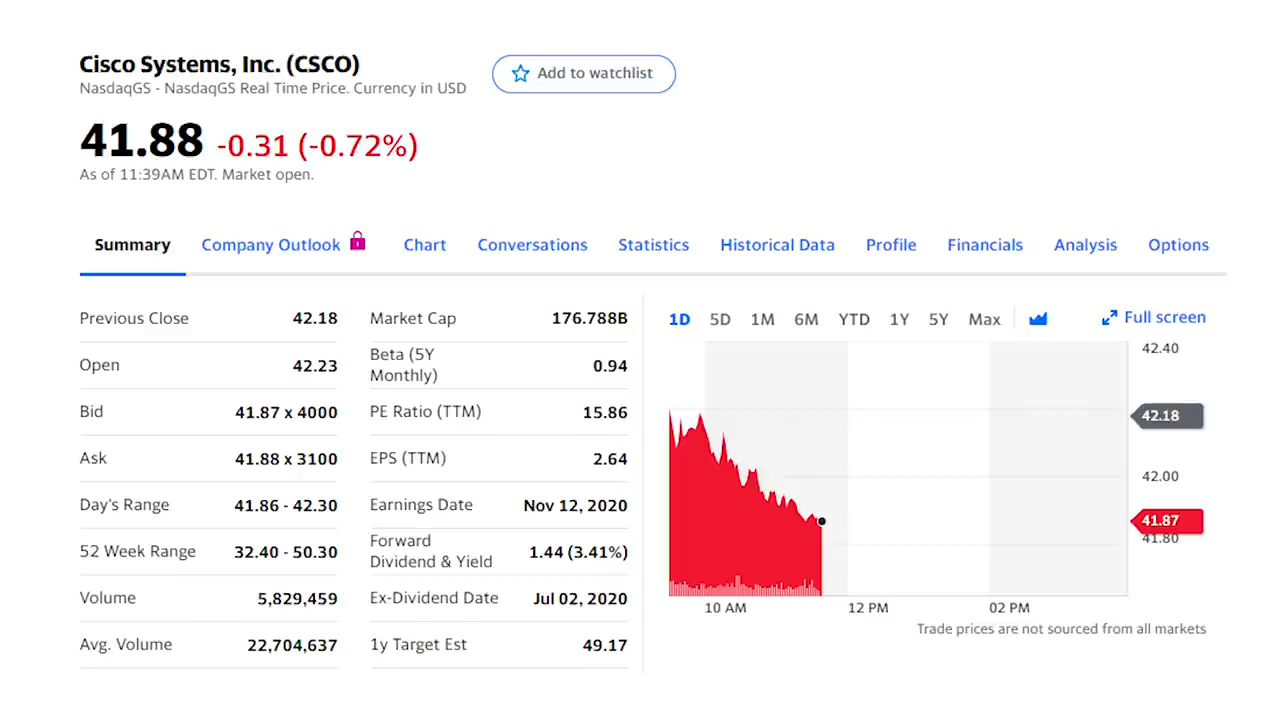 Cisco Systems, Inc. (CSCO)
Add to watchlist
NasdaqGS - NasdaqGS Real Time Price. Currency in USD
41.88 -0.31 (-0.72%)
As of 11:39AM EDT. Market open.
Summary Company Outlook Chart Conversations Statistics Historical Data Profile Financials Analysis Options
Previous Close 42.18
Open 42.23
Bid 41.87 x 4000
Ask 41.88 x 3100
Day's Range 41.86 - 42.30
52 Week Range 32.40 - 50.30
Volume 5,829,459
Avg. Volume 22,704,637
Market Cap 176.788B
Beta (5Y
Monthly) 0.94
PE Ratio (TTM) 15.86
EPS (TTM) 2.64
Earnings Date Nov 12, 2020
Forward
Dividend & Yield 1.44 (3.41%)
Ex-Dividend Date Jul 02, 2020
1y Target Est 49.17
1D 5D 1M 6M YTD 1Y 5Y Max Full screen
42.40
42.18
42.00
41.87
41.80
10 AM 12 PM 02 PM
Trade prices are not sourced from all markets